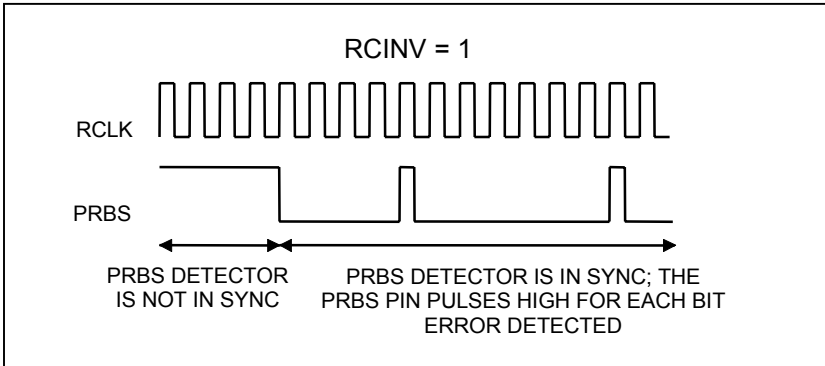 RCINV = 1
RCLK
PRBS
PRBS DETECTOR
IS NOT IN SYNC
PRBS DETECTOR IS IN SYNC; THE
PRBS PIN PULSES HIGH FOR EACH BIT
ERROR DETECTED